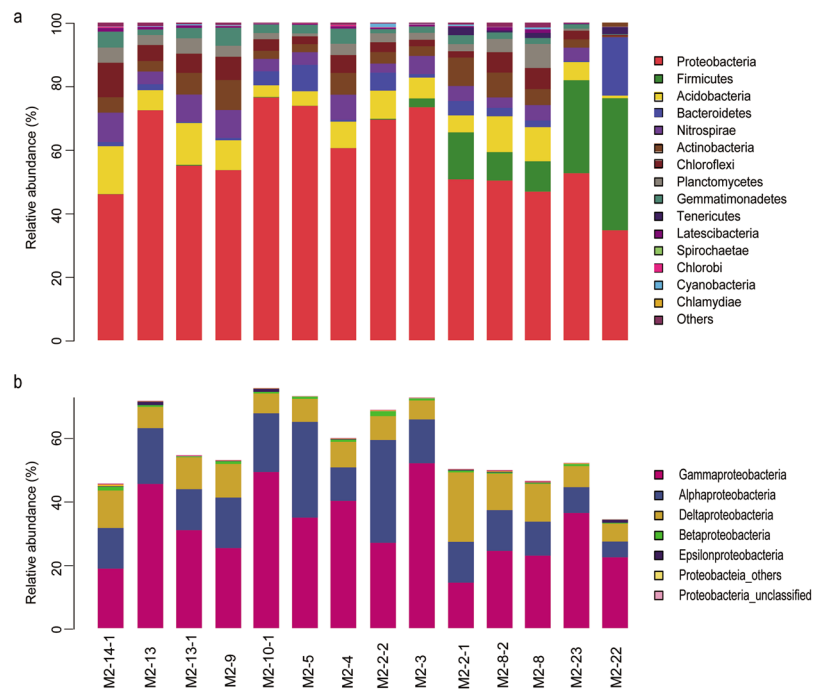 a
Relative abundance (%)
100
80
60
40
20
0
Proteobacteria
Firmicutes
Acidobacteria
Bacteroidetes
Nitrospirae
Actinobacteria
Chloroflexi
Planctomycetes
Gemmatimonadetes
Tenericutes
Latescibacteria
Spirochaetae
Chlorobi
Cyanobacteria
Chlamydiae
Others
b
Relative abundance (%)
60
40
20
0
Gammaproteobacteria
Alphaproteobacteria
Deltaproteobacteria
Betaproteobacteria
Epsilonproteobacteria
Proteobacteia_others
Proteobacteria_unclassified
M2-14-1
M2-13
M2-13-1
M2-9
M2-10-1
M2-5
M2-4
M2-2-2
M2-3
M2-2-1
M2-8-2
M2-8
M2-23
M2-22